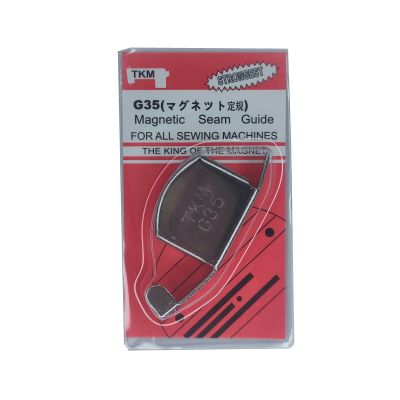 TKM
STRONGEST
G35(マグネット定規)
Magnetic Seam Guide
FOR ALL SEWING MACHINES
THE KING OF THE MAGNET
TKM
G35